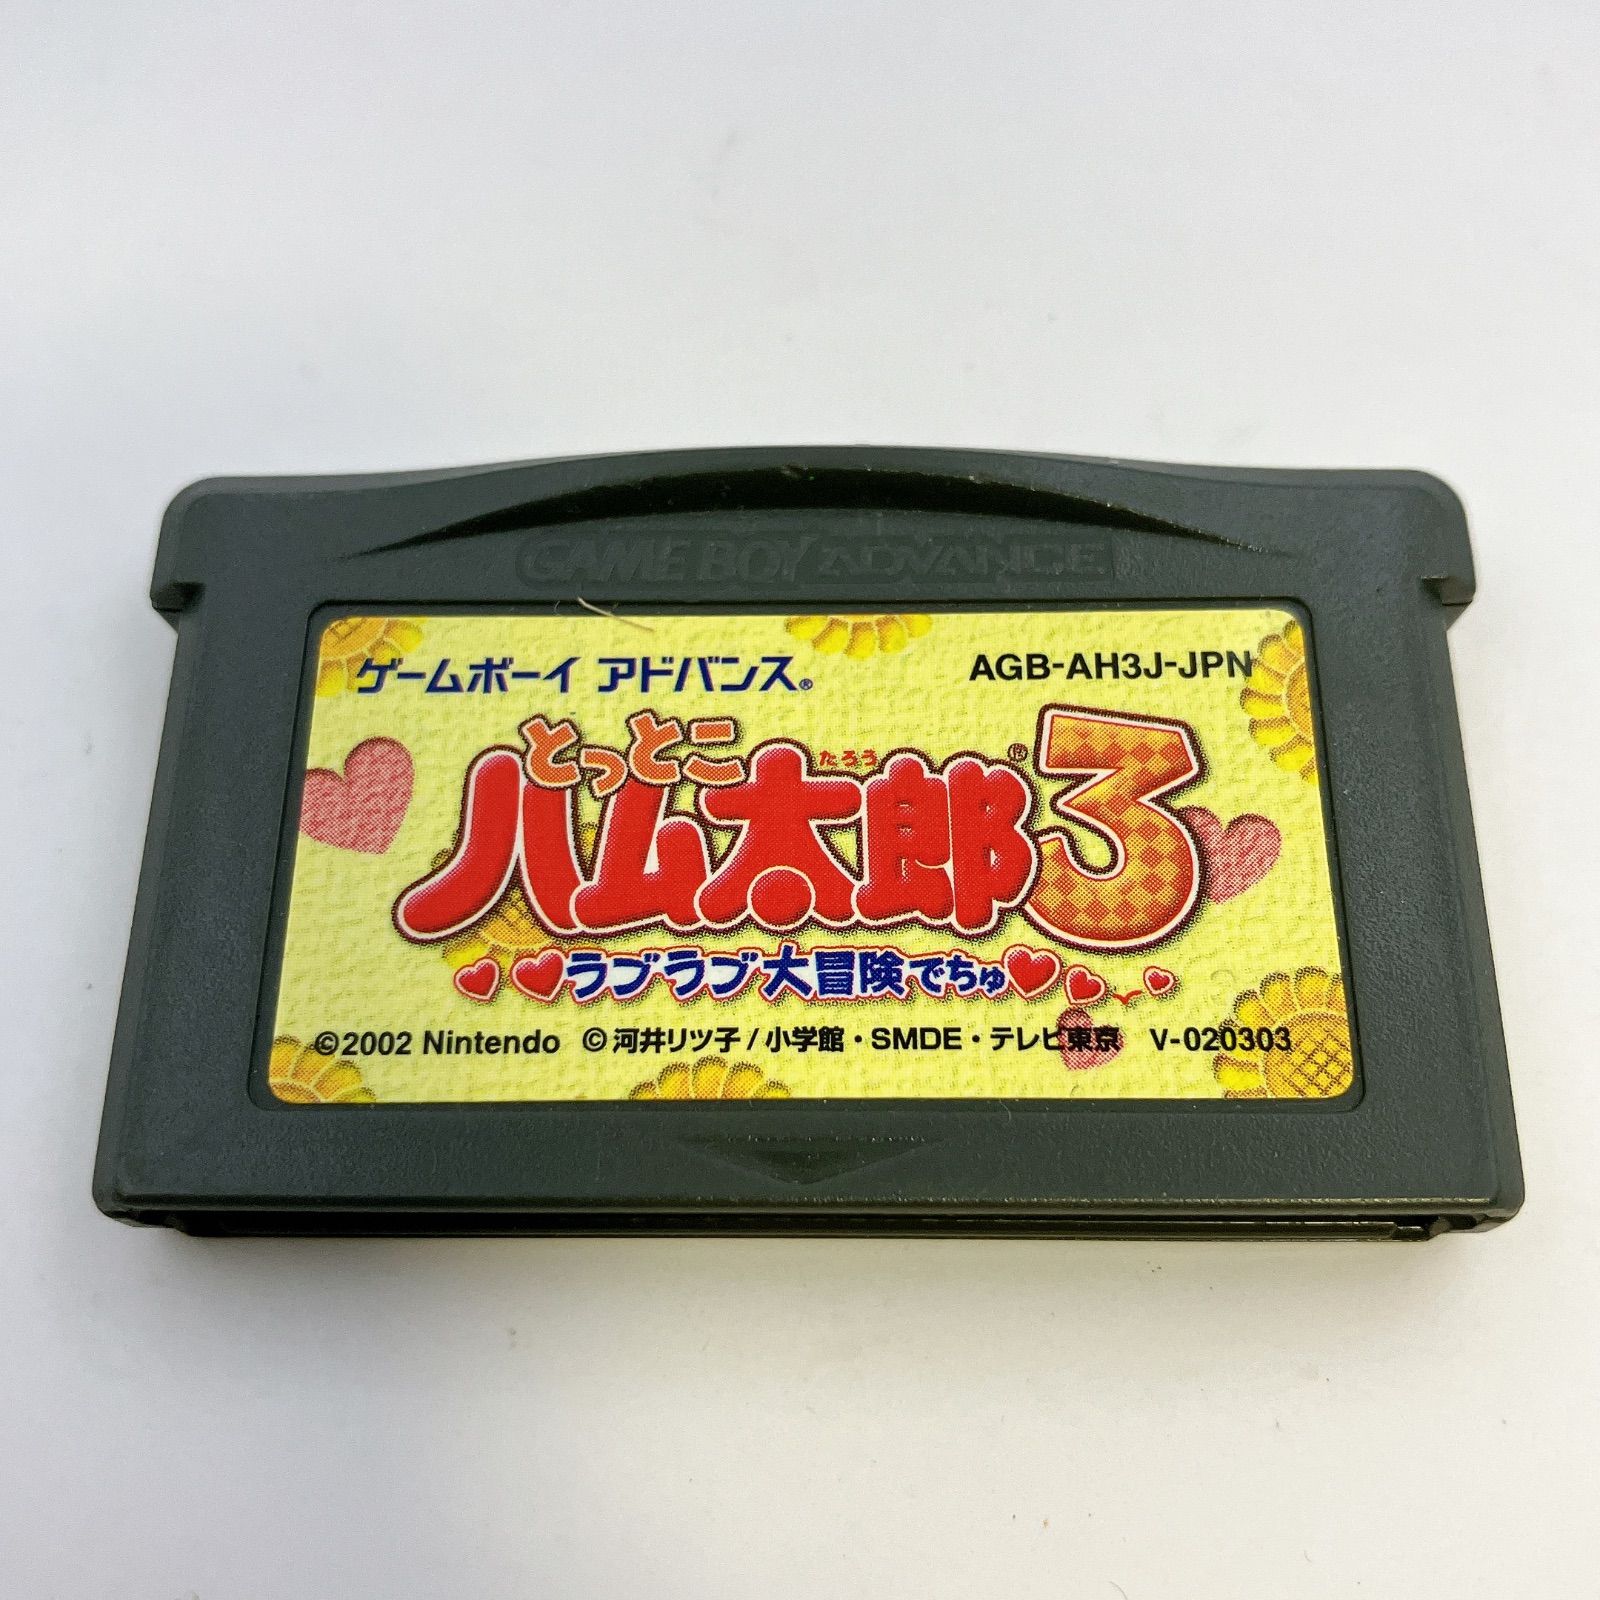 GAME BOY ADVANCE
ゲームボーイ アドバンス® AGB-AH3J-JPN
とっとこ
たろう
ハム太郎®3
ラブラブ大冒険でちゅ
©2002 Nintendo ©河井リツ子/小学館・SMDE・テレビ東京 V-020303